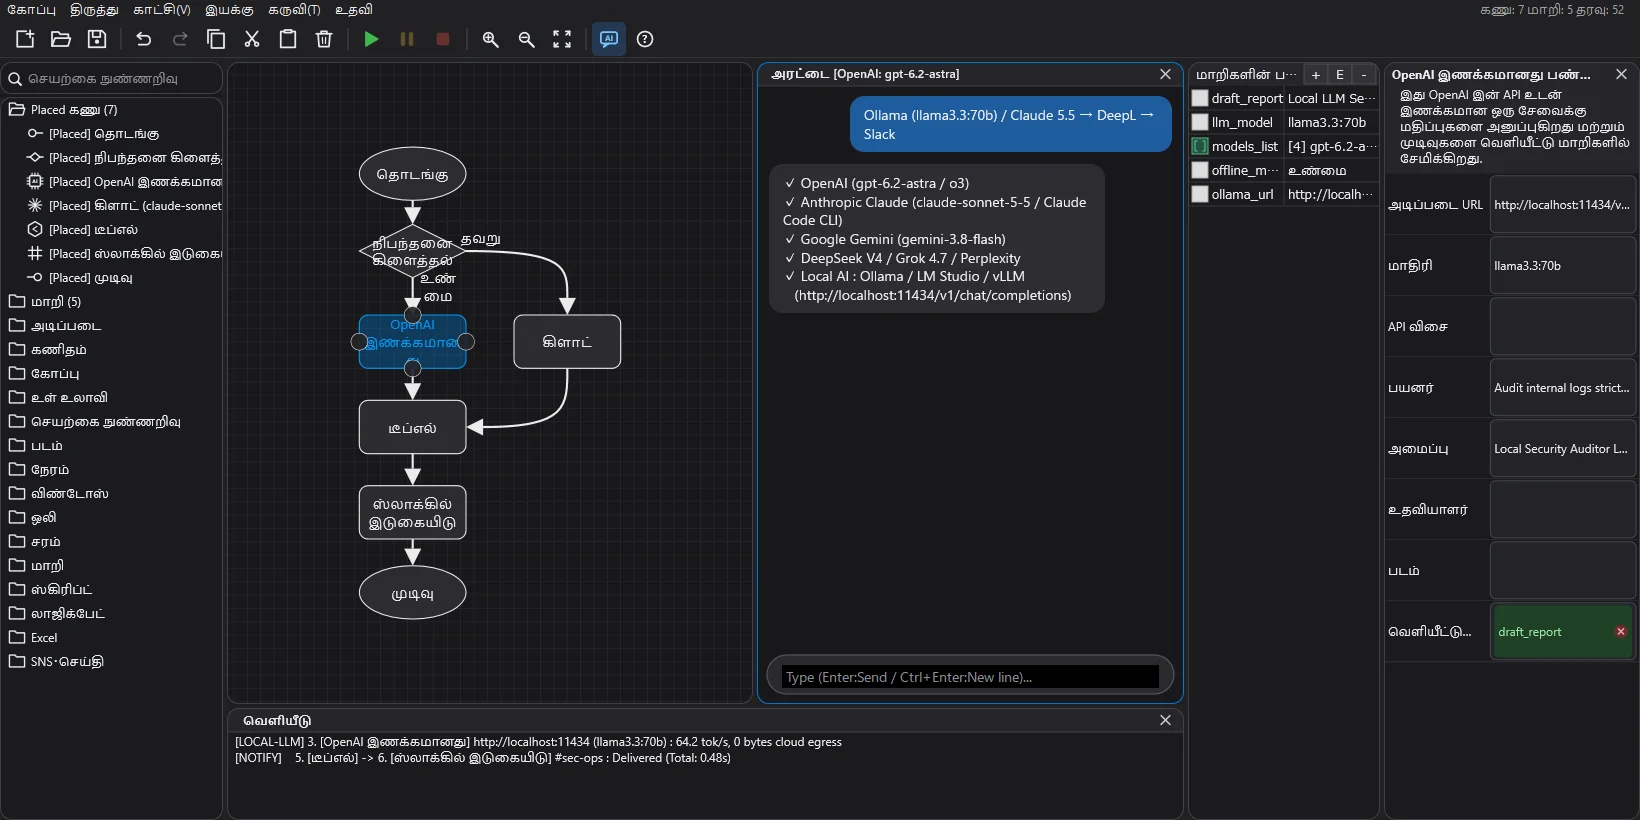 கோப்பு திருத்து காட்சி(V) இயக்கு கருவி(T) உதவி
கணு: 7 மாறி: 5 தரவு: 52
செயற்கை நுண்ணறிவு
Placed கணு (7)
[Placed] தொடங்கு
[Placed] நிபந்தனை கிளைத்
[Placed] OpenAI இணக்கமான
[Placed] கிளாட் (claude-sonnet
[Placed] டீப்எல்
[Placed] ஸ்லாக்கில் இடுகை
[Placed] முடிவு
மாறி (5)
அடிப்படை
கணிதம்
கோப்பு
உள் உலாவி
செயற்கை நுண்ணறிவு
படம்
நேரம்
விண்டோஸ்
ஒலி
சரம்
மாறி
ஸ்கிரிப்ட்
லாஜிக்பேட்
Excel
SNS･செய்தி
தொடங்கு
நிபந்தனை
கிளைத்தல்
தவறு
உண்
மை
OpenAI
இணக்கமான
கிளாட்
டீப்எல்
ஸ்லாக்கில்
இடுகையிடு
முடிவு
அரட்டை [OpenAI: gpt-6.2-astra]
Ollama (llama3.3:70b) / Claude 5.5 → DeepL →
Slack
✓ OpenAI (gpt-6.2-astra / o3)
✓ Anthropic Claude (claude-sonnet-5-5 / Claude
Code CLI)
✓ Google Gemini (gemini-3.8-flash)
✓ DeepSeek V4 / Grok 4.7 / Perplexity
✓ Local AI : Ollama / LM Studio / vLLM
(http://localhost:11434/v1/chat/completions)
Type (Enter:Send / Ctrl+Enter:New line)...
வெளியீடு
[LOCAL-LLM] 3. [OpenAI இணக்கமானது] http://localhost:11434 (llama3.3:70b) : 64.2 tok/s, 0 bytes cloud egress
[NOTIFY] 5. [டீப்எல்] -> 6. [ஸ்லாக்கில் இடுகையிடு] #sec-ops : Delivered (Total: 0.48s)
மாறிகளின் ப… + E -
draft_report Local LLM Se…
llm_model llama3.3:70b
models_list [4] gpt-6.2-a…
offline_m… உண்மை
ollama_url http://localh…
OpenAI இணக்கமானது பண்…
இது OpenAI இன் API உடன்
இணக்கமான ஒரு சேவைக்கு
மதிப்புகளை அனுப்புகிறது மற்றும்
முடிவுகளை வெளியீட்டு மாறிகளில்
சேமிக்கிறது.
அடிப்படை URL http://localhost:11434/v...
மாதிரி llama3.3:70b
API விசை
பயனர் Audit internal logs strict...
அமைப்பு Local Security Auditor L...
உதவியாளர்
படம்
வெளியீட்டு... draft_report